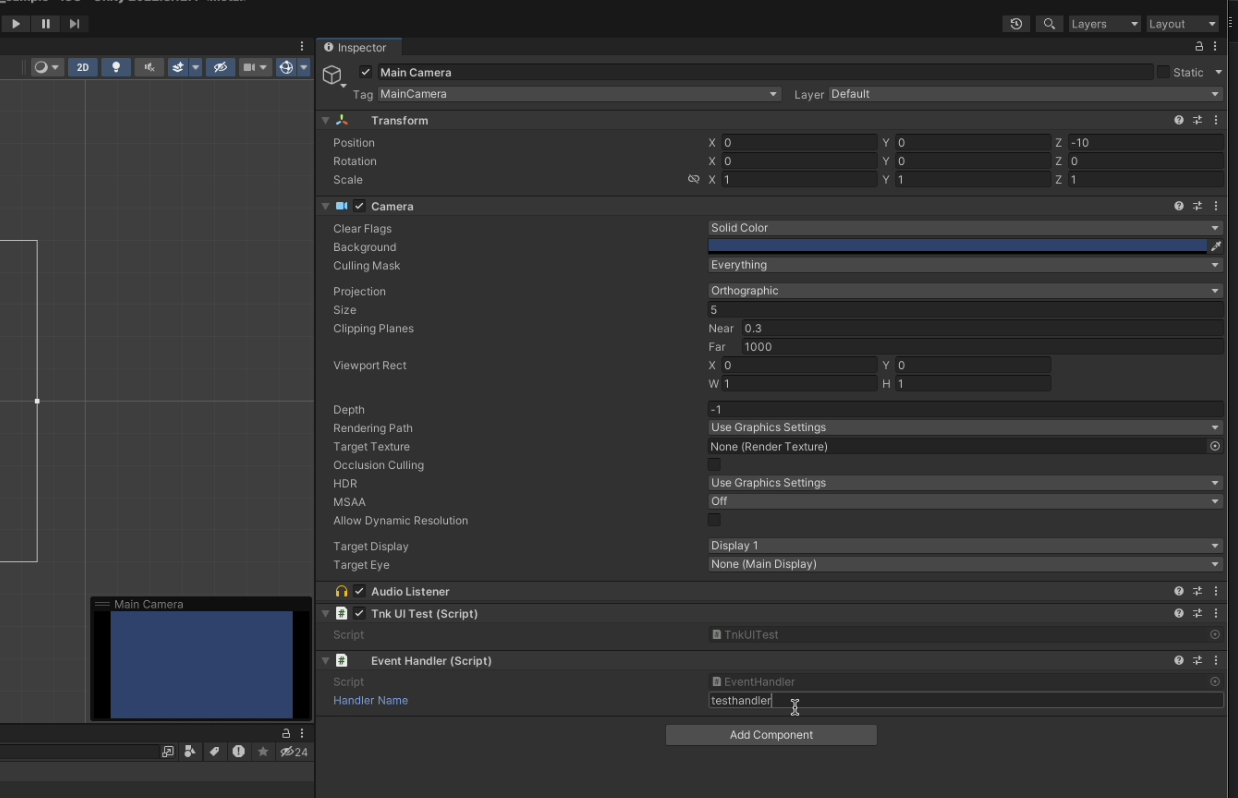 Layers
Layout
Inspector
Main Camera
Static
Tag MainCamera
Layer Default
2D
Transform
Position X 0 Y 0 Z -10
Rotation X 0 Y 0 Z 0
Scale X 1 Y 1 Z 1
Camera
Clear Flags Solid Color
Background
Culling Mask Everything
Projection Orthographic
Size 5
Clipping Planes Near 0.3
Far 1000
Viewport Rect X 0 Y 0
W 1 H 1
Depth -1
Rendering Path Use Graphics Settings
Target Texture None (Render Texture)
Occlusion Culling
HDR Use Graphics Settings
MSAA Off
Allow Dynamic Resolution
Target Display Display 1
Target Eye None (Main Display)
Audio Listener
Main Camera
Tnk UI Test (Script)
Script TnkUITest
Event Handler (Script)
Script EventHandler
Handler Name testhandler
Add Component
24